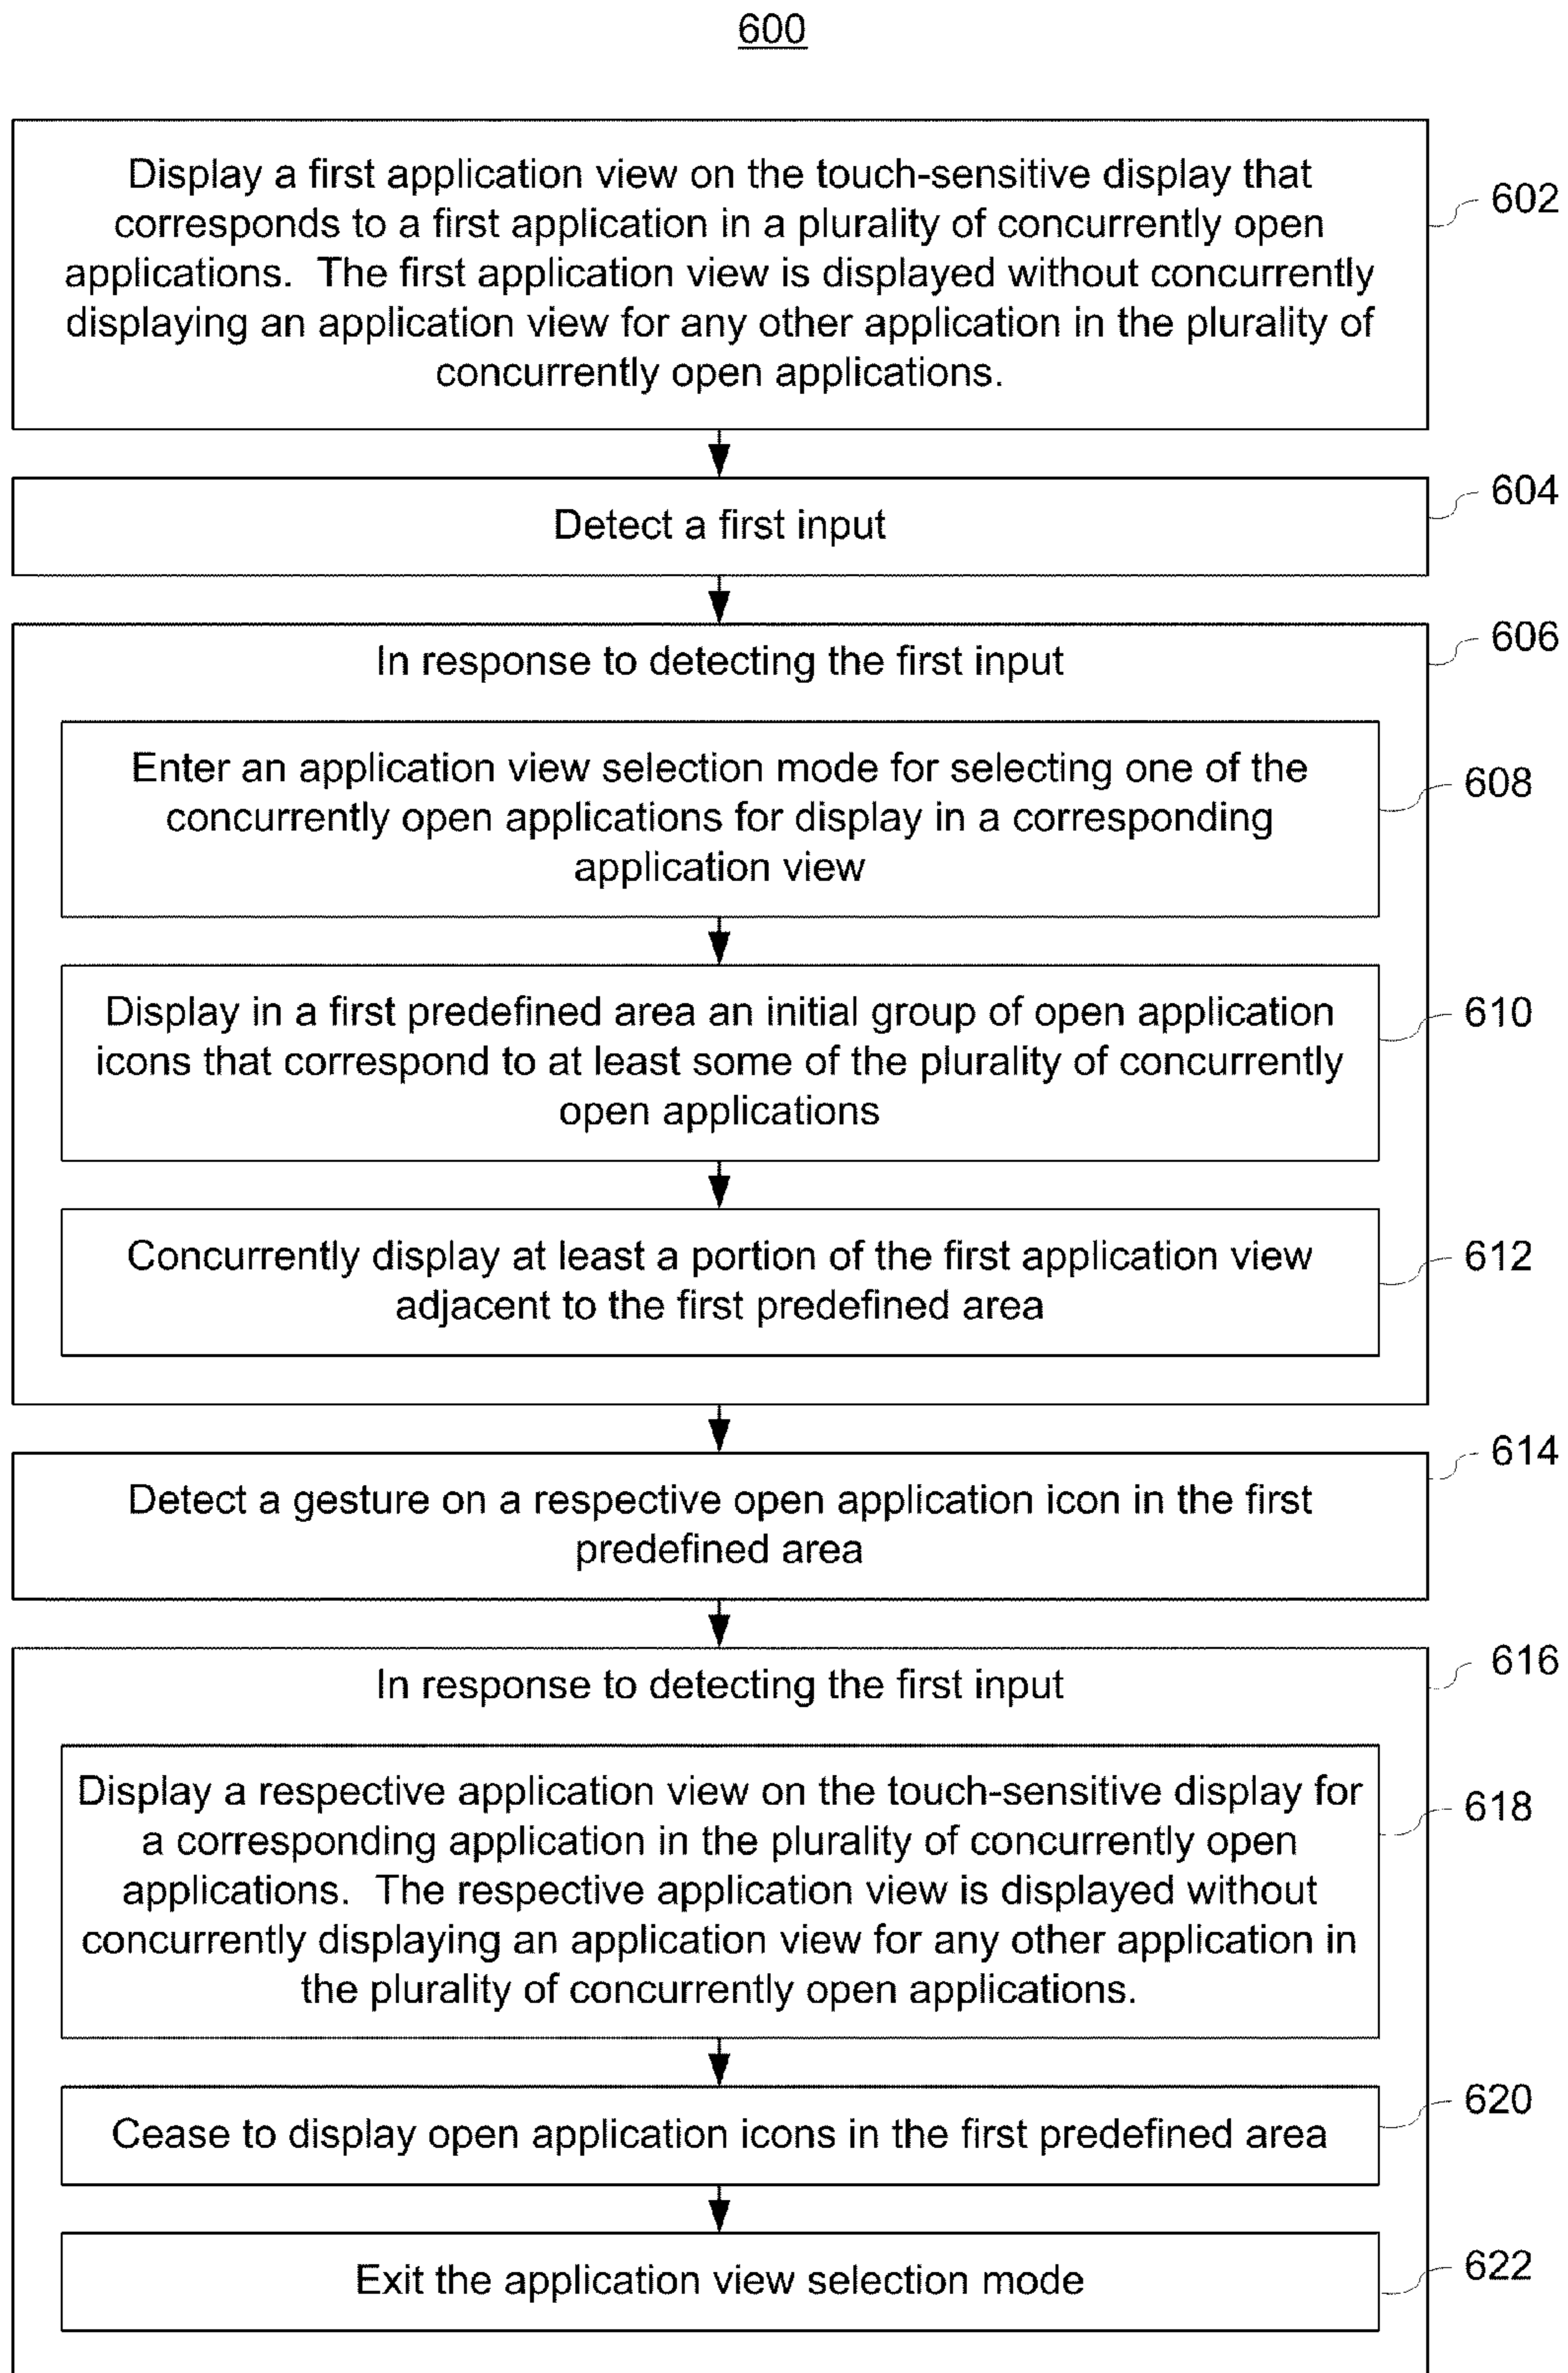 600
Display a first application view on the touch-sensitive display that
corresponds to a first application in a plurality of concurrently open
applications.  The first application view is displayed without concurrently
displaying an application view for any other application in the plurality of
concurrently open applications.
602
Detect a first input
604
In response to detecting the first input
606
Enter an application view selection mode for selecting one of the
concurrently open applications for display in a corresponding
application view
608
Display in a first predefined area an initial group of open application
icons that correspond to at least some of the plurality of concurrently
open applications
610
Concurrently display at least a portion of the first application view
adjacent to the first predefined area
612
Detect a gesture on a respective open application icon in the first
predefined area
614
In response to detecting the first input
616
Display a respective application view on the touch-sensitive display for
a corresponding application in the plurality of concurrently open
applications.  The respective application view is displayed without
concurrently displaying an application view for any other application in
the plurality of concurrently open applications.
618
Cease to display open application icons in the first predefined area
620
Exit the application view selection mode
622